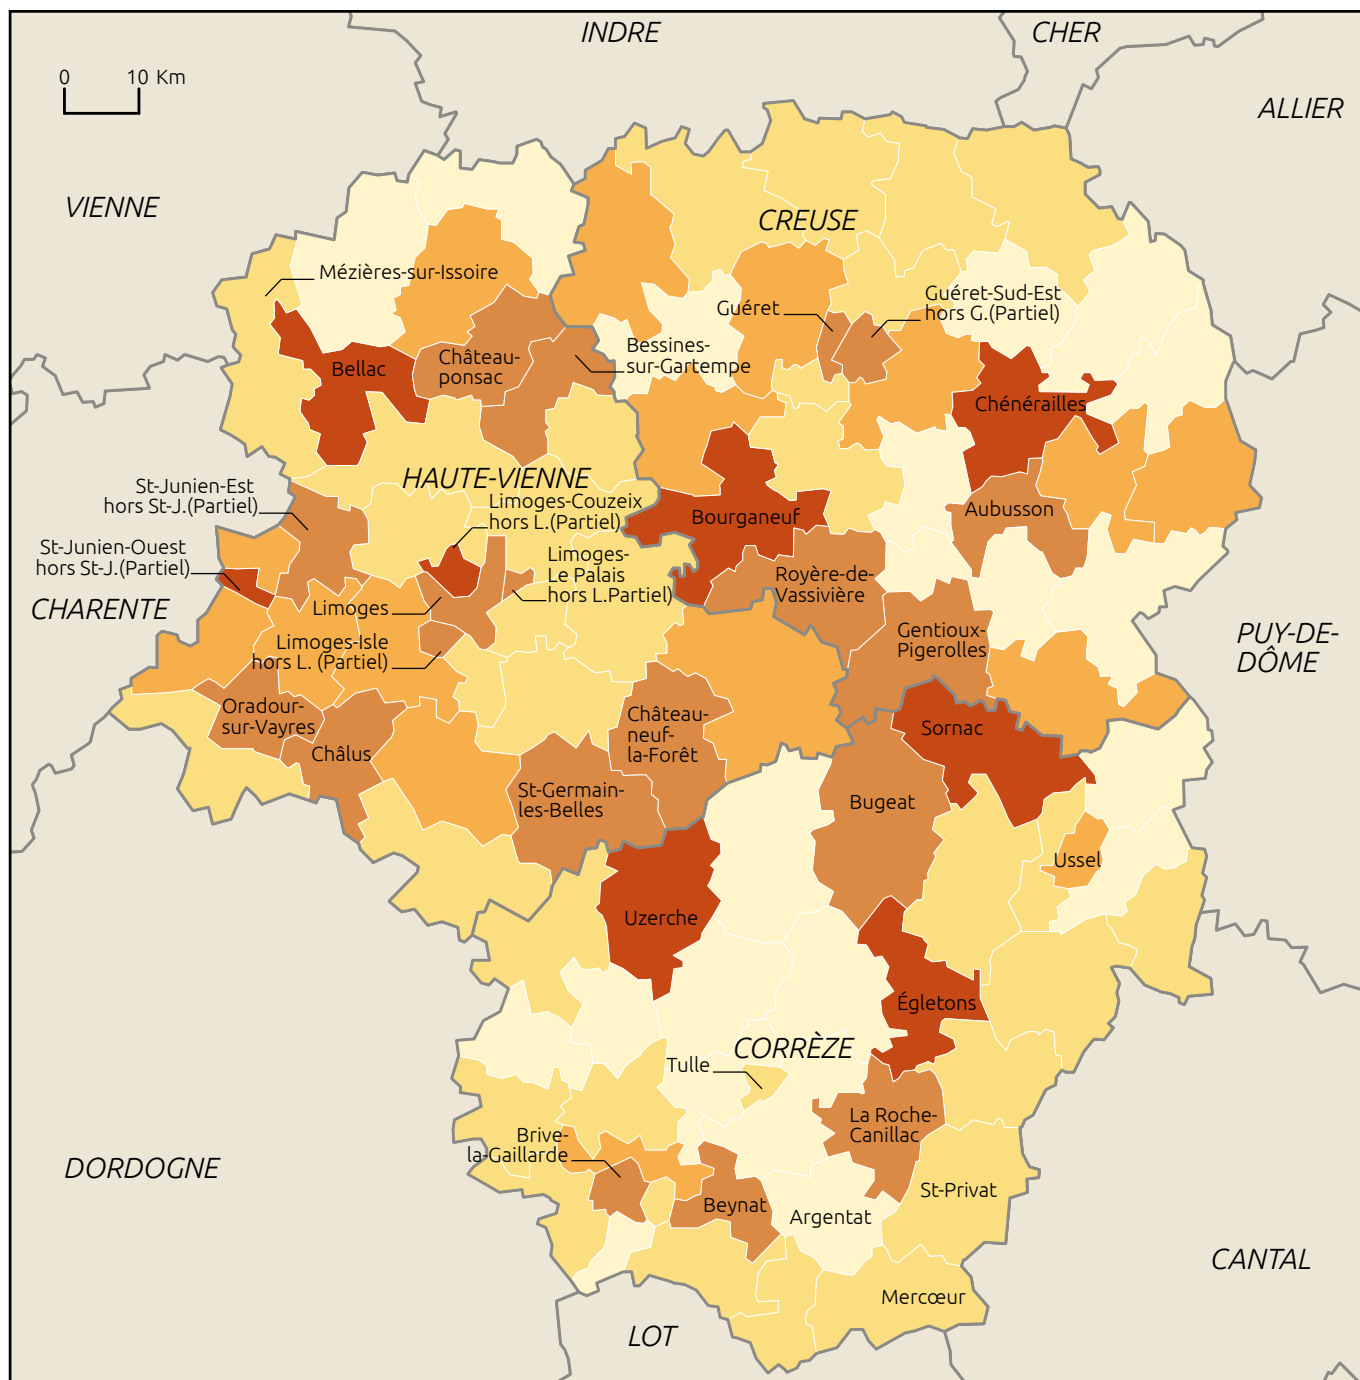 INDRE
CHER
0 10 Km
ALLIER
VIENNE
CREUSE
Mézières-sur-Issoire
Guéret-Sud-Est
hors G.(Partiel)
Guéret
Bessines-
sur-Gartempe
Château-
ponsac
Bellac
Chénérailles
HAUTE-VIENNE
St-Junien-Est
hors St-J.(Partiel)
Limoges-Couzeix
hors L.(Partiel)
Bourganeuf
Aubusson
St-Junien-Ouest
hors St-J.(Partiel)
Limoges-
Le Palais
hors L.Partiel)
Royère-de-
Vassivière
CHARENTE
Limoges
Limoges-Isle
hors L. (Partiel)
Gentioux-
Pigerolles
PUY-DE-
DÔME
Oradour-
sur-Vayres
Château-
neuf-
la-Forêt
Sornac
Châlus
St-Germain-
les-Belles
Bugeat
Ussel
Uzerche
Égletons
CORRÈZE
Tulle
La Roche-
Canillac
Brive-
la-Gaillarde
DORDOGNE
St-Privat
Beynat
Argentat
CANTAL
Mercœur
LOT